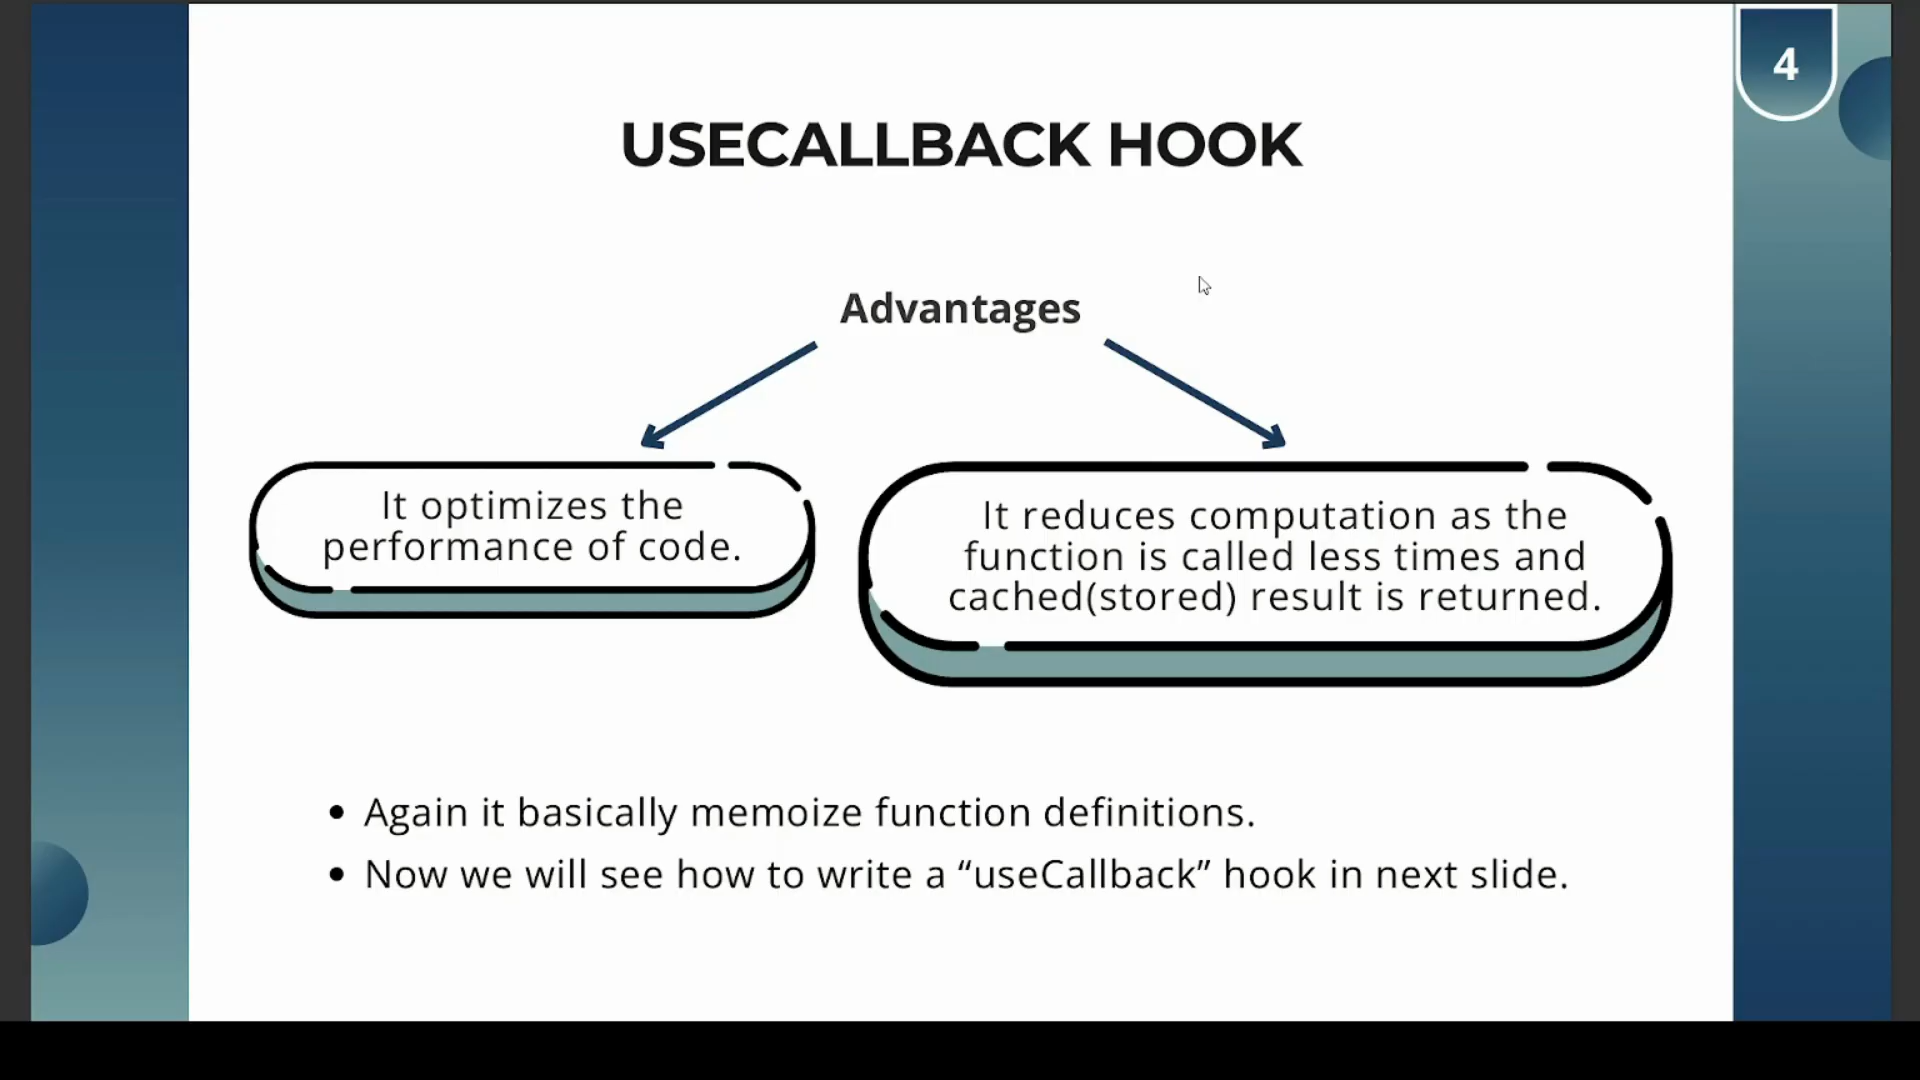 4
USECALLBACK HOOK
Advantages
It optimizes the
performance of code.
It reduces computation as the
function is called less times and
cached(stored) result is returned.
• Again it basically memoize function definitions.
• Now we will see how to write a “useCallback” hook in next slide.